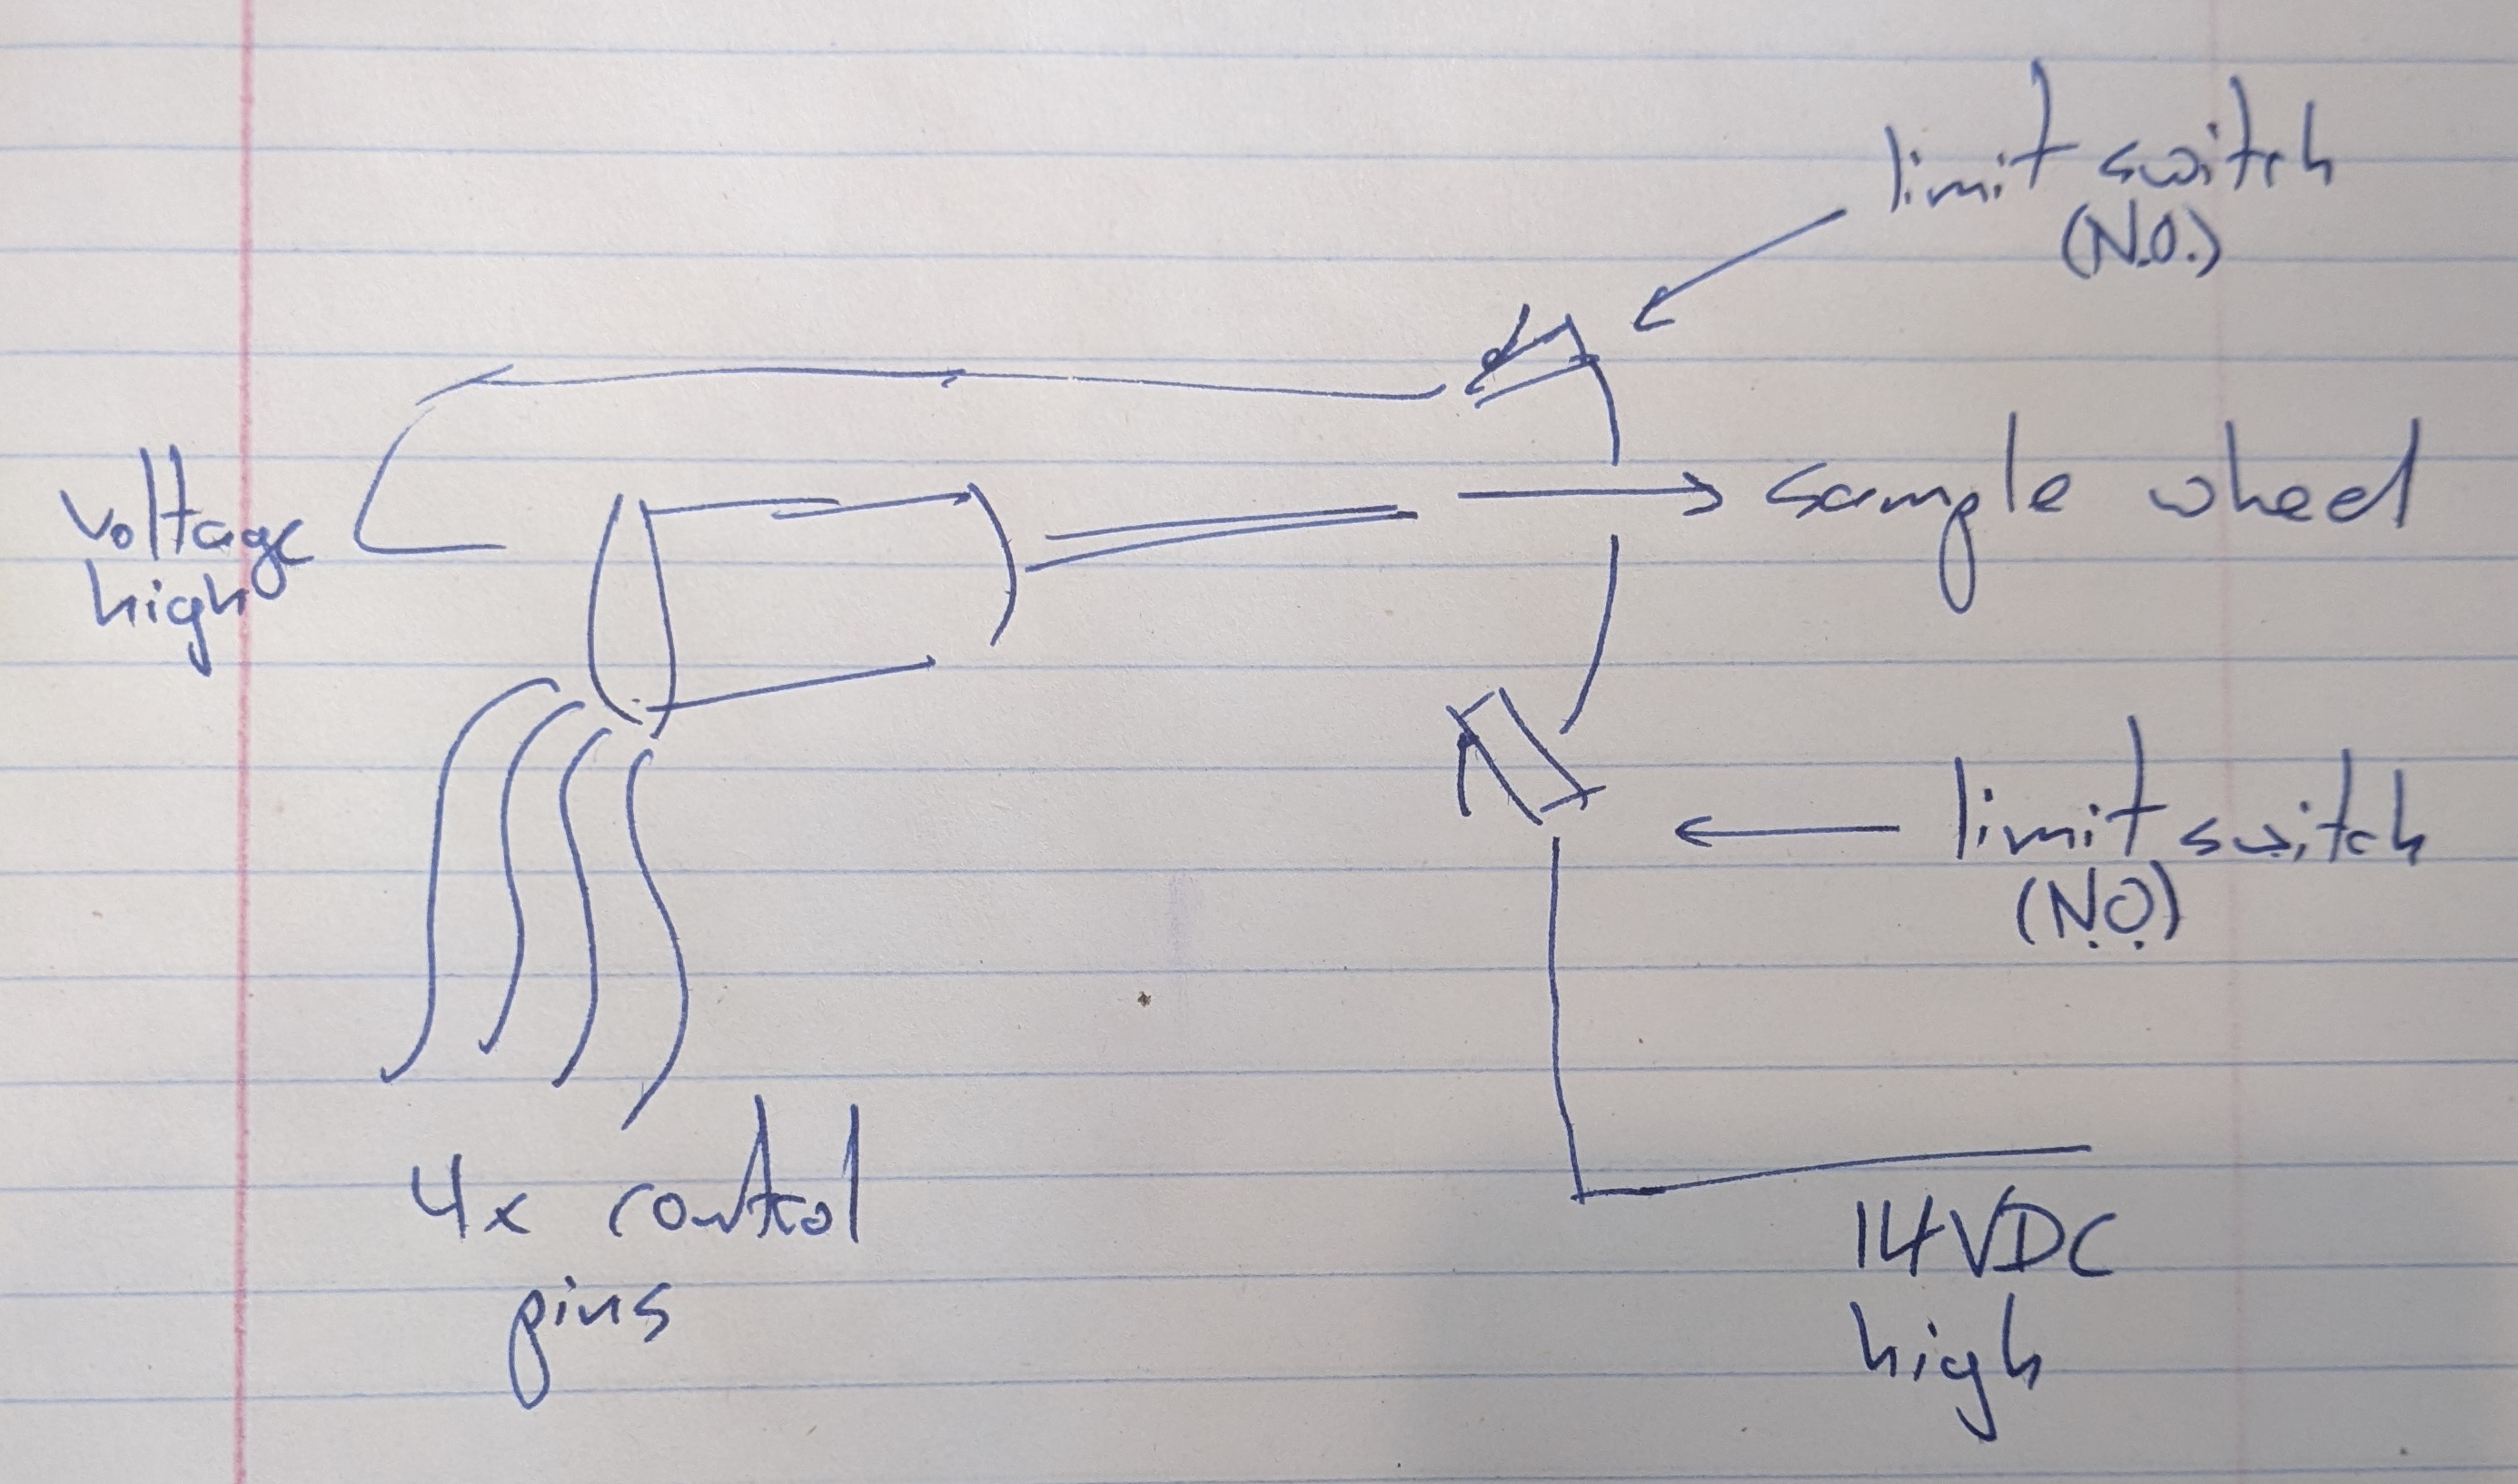 limit switch
(N.O.)
voltage
high
sample wheel
limit switch
(N.O.)
4x control
pins
14VDC
high